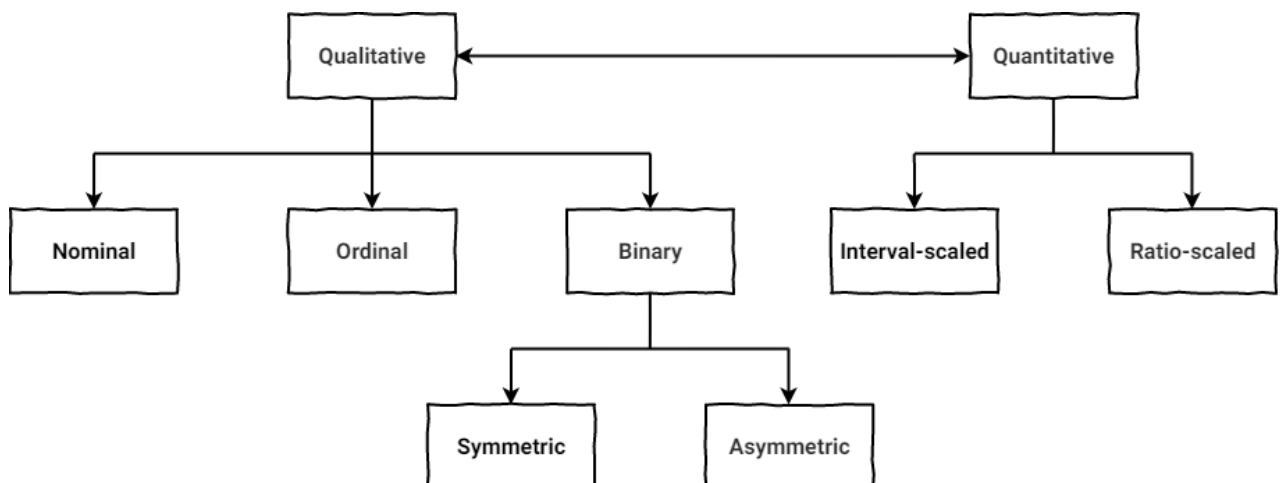 Qualitative
Quantitative
Nominal
Ordinal
Binary
Interval-scaled
Ratio-scaled
Symmetric
Asymmetric